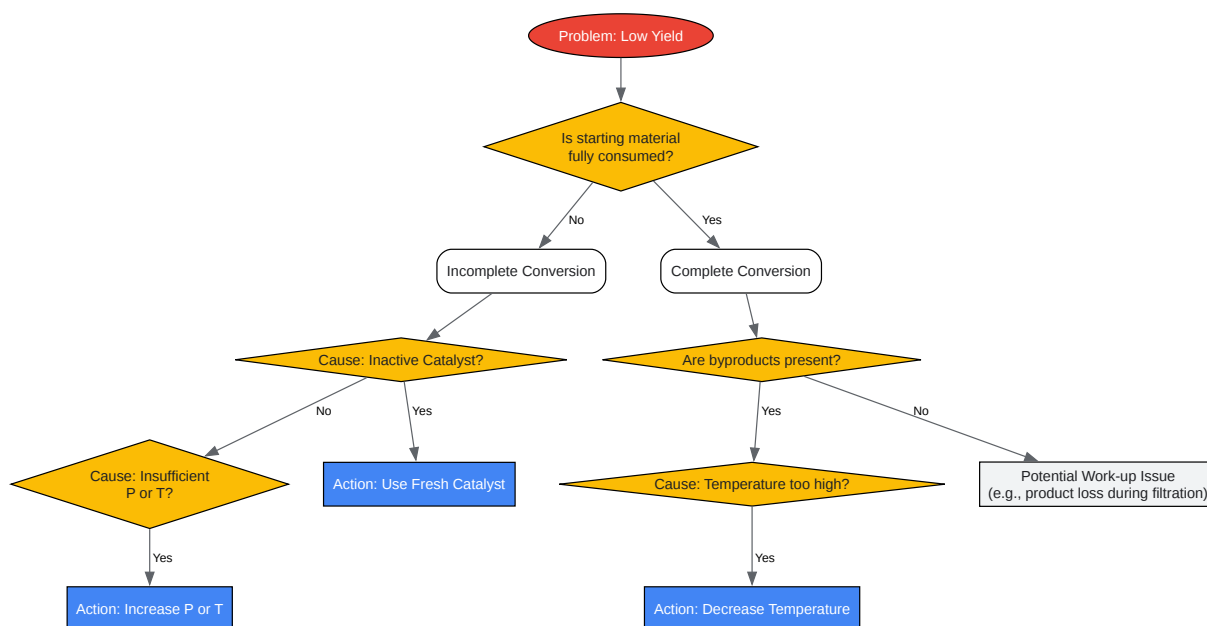 Problem: Low Yield
Is starting material
fully consumed?
No
Yes
Incomplete Conversion
Complete Conversion
Cause: Inactive Catalyst?
Are byproducts present?
No
Yes
Yes
No
Cause: Insufficient
P or T?
Action: Use Fresh Catalyst
Cause: Temperature too high?
Potential Work-up Issue
(e.g., product loss during filtration)
Yes
Yes
Action: Increase P or T
Action: Decrease Temperature